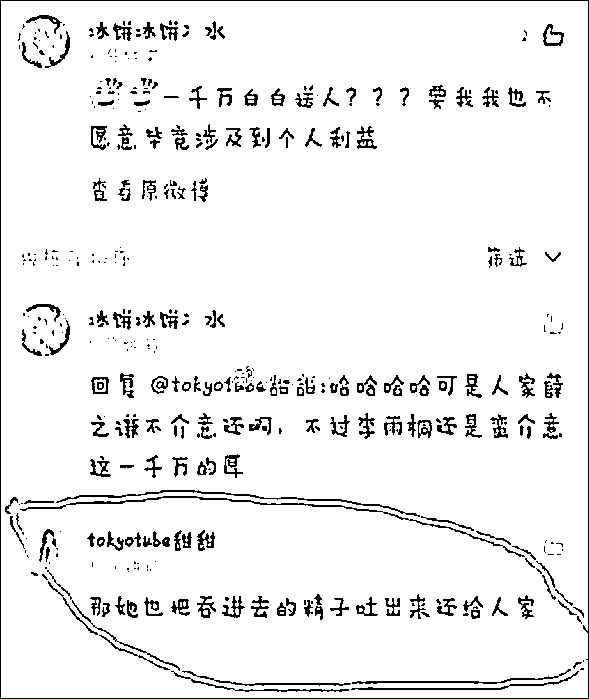 冰饼冰饼冫水
2
一千万白白送人？？？要我我也不
愿意毕竟涉及到个人利益
查看原微博
筛选
冰饼冰饼冫水
回复 @tokyotube甜甜:哈哈哈哈可是人家薛
之谦不介意还啊，不过李雨桐还是蛮介意
这一千万的厚
tokyotube甜甜
那她也把吞进去的精子吐出来还给人家